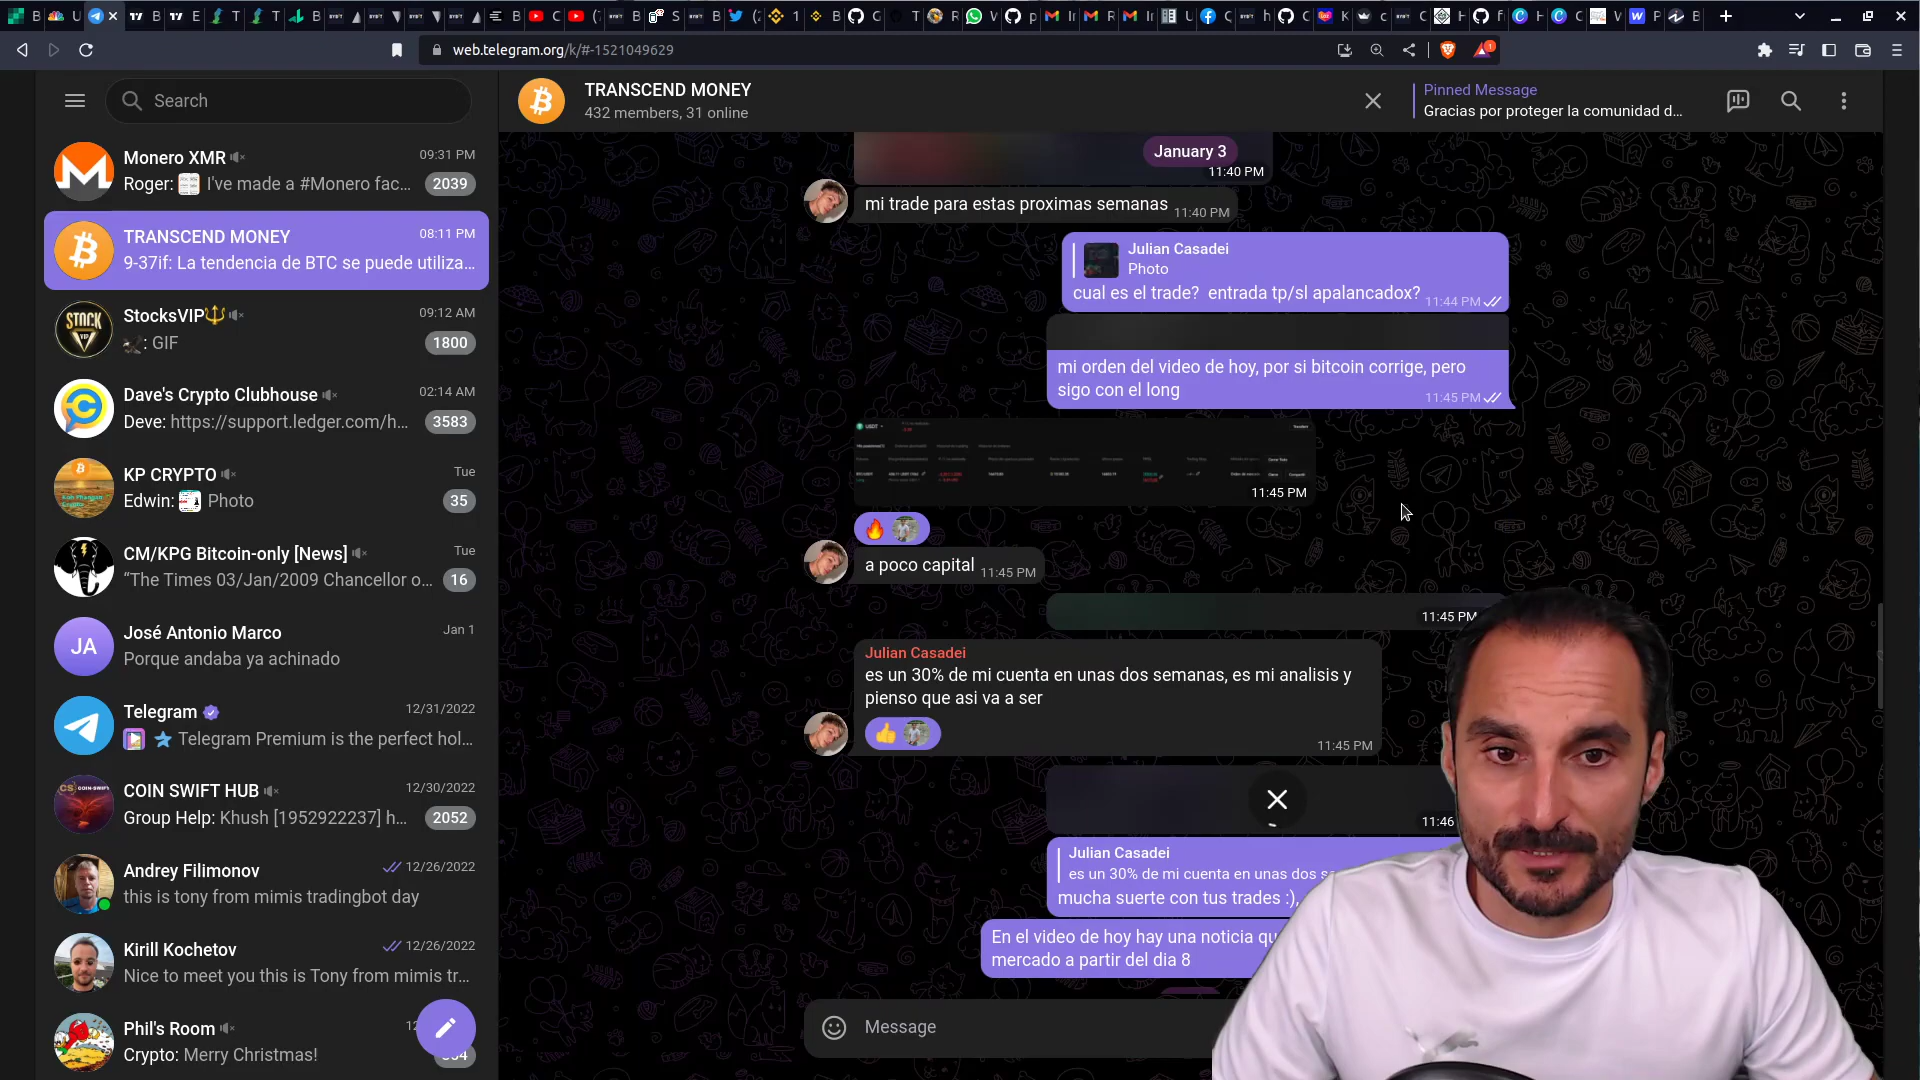 web.telegram.org/k/#-1521049629
1
Search
TRANSCEND MONEY
432 members, 31 online
Pinned Message
Gracias por proteger la comunidad d...
Monero XMR
09:31 PM
Roger: I've made a #Monero fac...
2039
TRANSCEND MONEY
08:11 PM
9-37if: La tendencia de BTC se puede utiliza...
StocksVIP
09:12 AM
: GIF
1800
Dave's Crypto Clubhouse
02:14 AM
Deve: https://support.ledger.com/h...
3583
KP CRYPTO
Tue
Edwin: Photo
35
CM/KPG Bitcoin-only [News]
Tue
“The Times 03/Jan/2009 Chancellor o...
16
JA
José Antonio Marco
Jan 1
Porque andaba ya achinado
Telegram
12/31/2022
Telegram Premium is the perfect hol...
COIN SWIFT HUB
12/30/2022
Group Help: Khush [1952922237] h...
2052
Andrey Filimonov
12/26/2022
this is tony from mimis tradingbot day
Kirill Kochetov
12/26/2022
Nice to meet you this is Tony from mimis tr...
Phil's Room
Crypto: Merry Christmas!
January 3
11:40 PM
mi trade para estas proximas semanas 11:40 PM
Julian Casadei
Photo
cual es el trade? entrada tp/sl apalancadox? 11:44 PM
mi orden del video de hoy, por si bitcoin corrige, pero
sigo con el long
11:45 PM
11:45 PM
a poco capital 11:45 PM
11:45 PM
Julian Casadei
es un 30% de mi cuenta en unas dos semanas, es mi analisis y
pienso que asi va a ser
11:45 PM
11:46
Julian Casadei
es un 30% de mi cuenta en unas dos
mucha suerte con tus trades :),
En el video de hoy hay una noticia qu
mercado a partir del dia 8
Message